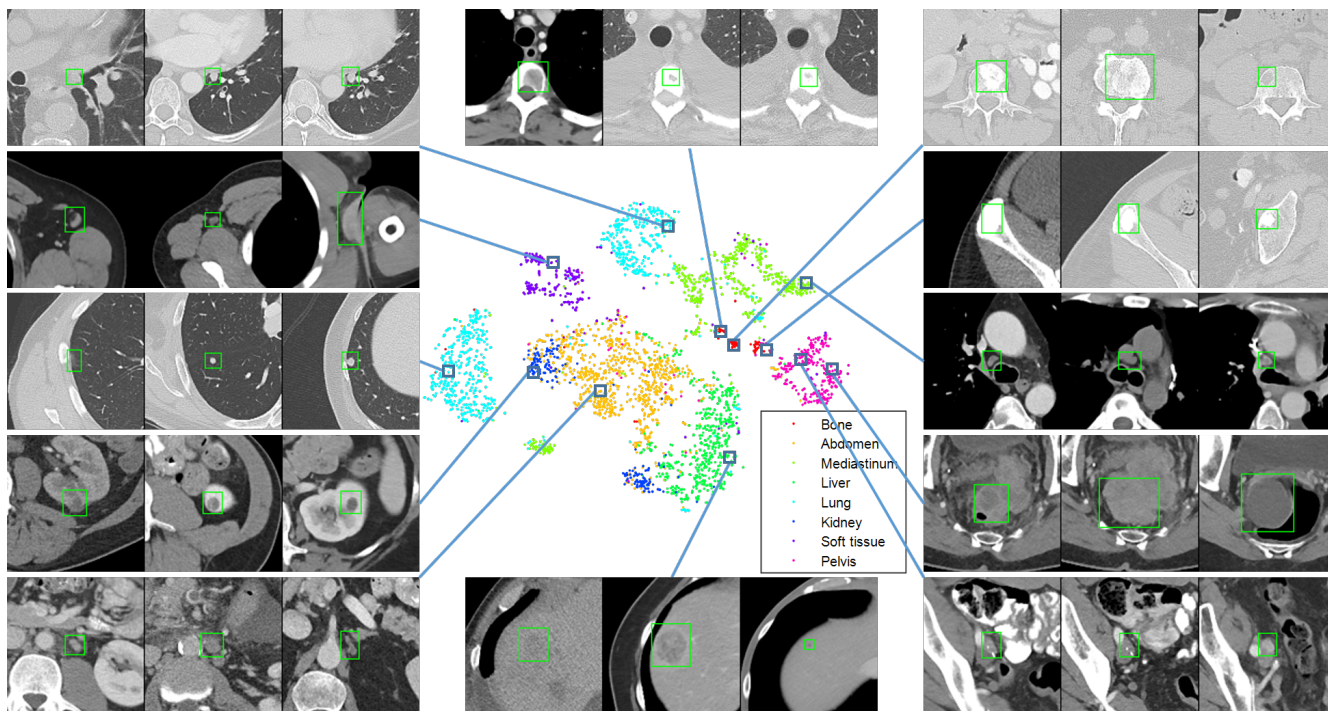 Bone
Abdomen
Mediastinum
Liver
Lung
Kidney
Soft tissue
Pelvis